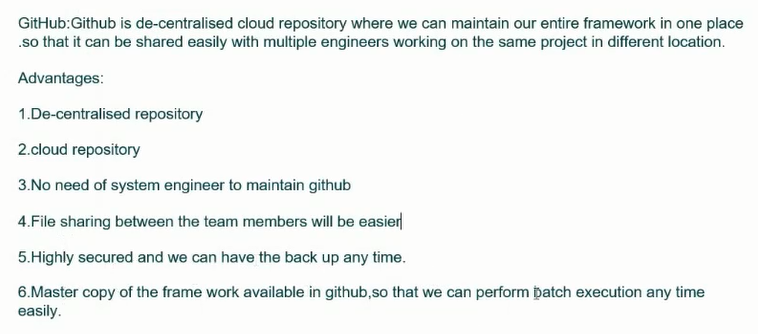 GitHub:Github is de-centralised cloud repository where we can maintain our entire framework in one place
.so that it can be shared easily with multiple engineers working on the same project in different location.
Advantages:
1.De-centralised repository
2.cloud repository
3.No need of system engineer to maintain github
4.File sharing between the team members will be easier
5.Highly secured and we can have the back up any time.
6.Master copy of the frame work available in github,so that we can perform batch execution any time
easily.